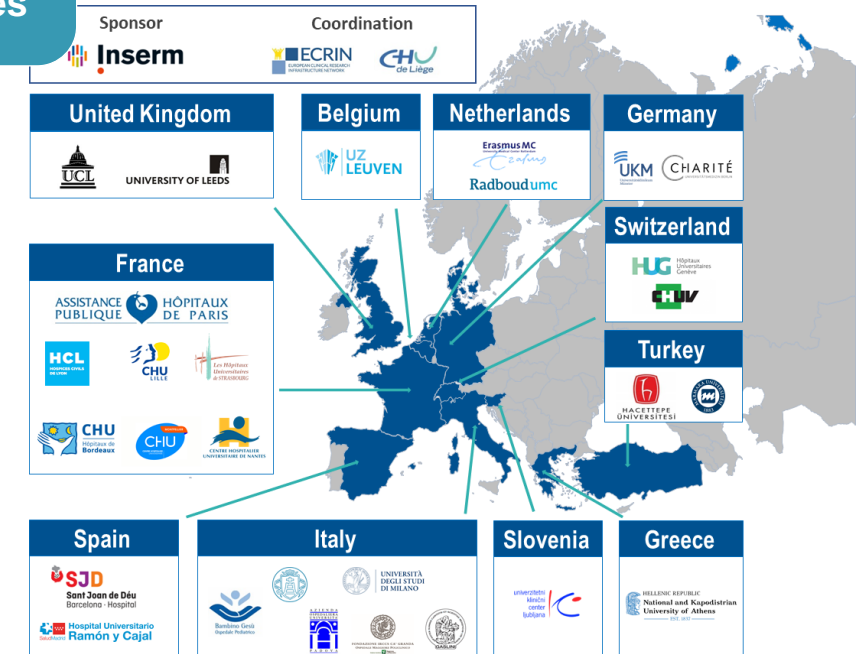 es
Sponsor
Coordination
Inserm
ECRIN
EUROPEAN CLINICAL RESEARCH
INFRASTRUCTURE NETWORK
CHU
de Liège
United Kingdom
UCL
UNIVERSITY OF LEEDS
Belgium
UZ
LEUVEN
Netherlands
Erasmus MC
Erasmus
Radboudumc
Germany
UKM
CHARITÉ
Switzerland
HUG
Hôpitaux
Universitaires
Genève
CHUV
France
ASSISTANCE
PUBLIQUE
HÔPITAUX
DE PARIS
HCL
HOSPICES CIVILS
DE LYON
CHU
LILLE
Les Hôpitaux
Universitaires
de STRASBOURG
CHU
Hôpitaux de
Bordeaux
CHU
CENTRE HOSPITALIER
UNIVERSITAIRE DE NANTES
Turkey
HACETTEPE
ÜNİVERSİTESİ
Spain
SJD
Sant Joan de Déu
Barcelona · Hospital
SaludMadrid
Hospital Universitario
Ramón y Cajal
Italy
Bambino Gesù
Ospedale Pediatrico
UNIVERSITÀ
DEGLI STUDI
DI MILANO
AZIENDA
PADOVA
GASLINI
Slovenia
univerzitetni
klinični
center
ljubljana
Greece
HELLENIC REPUBLIC
National and Kapodistrian
University of Athens
EST. 1837